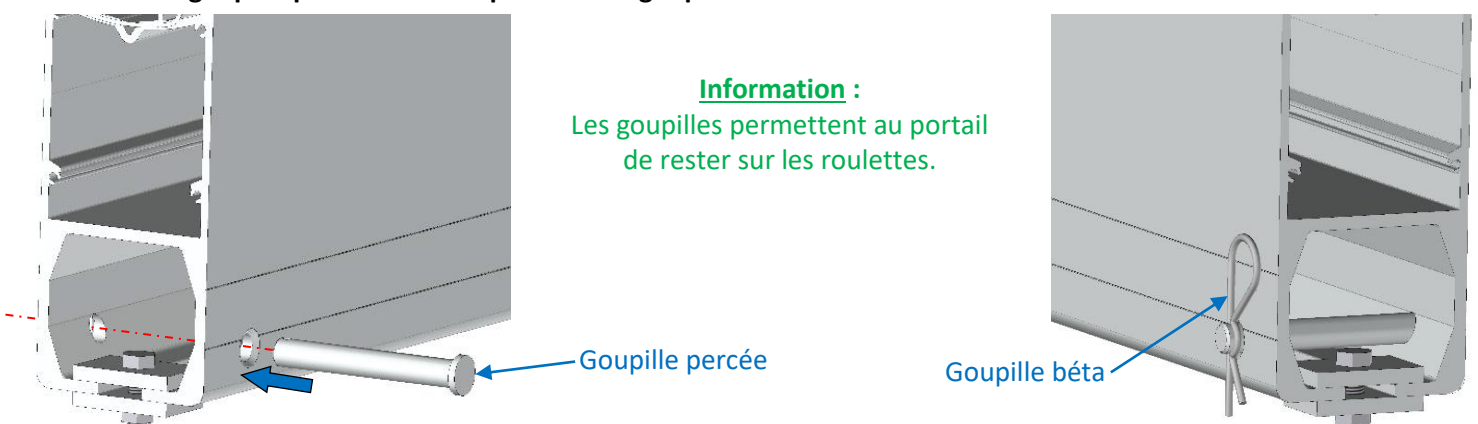 Information :
Les goupilles permettent au portail
de rester sur les roulettes.
Goupille percée
Goupille béta